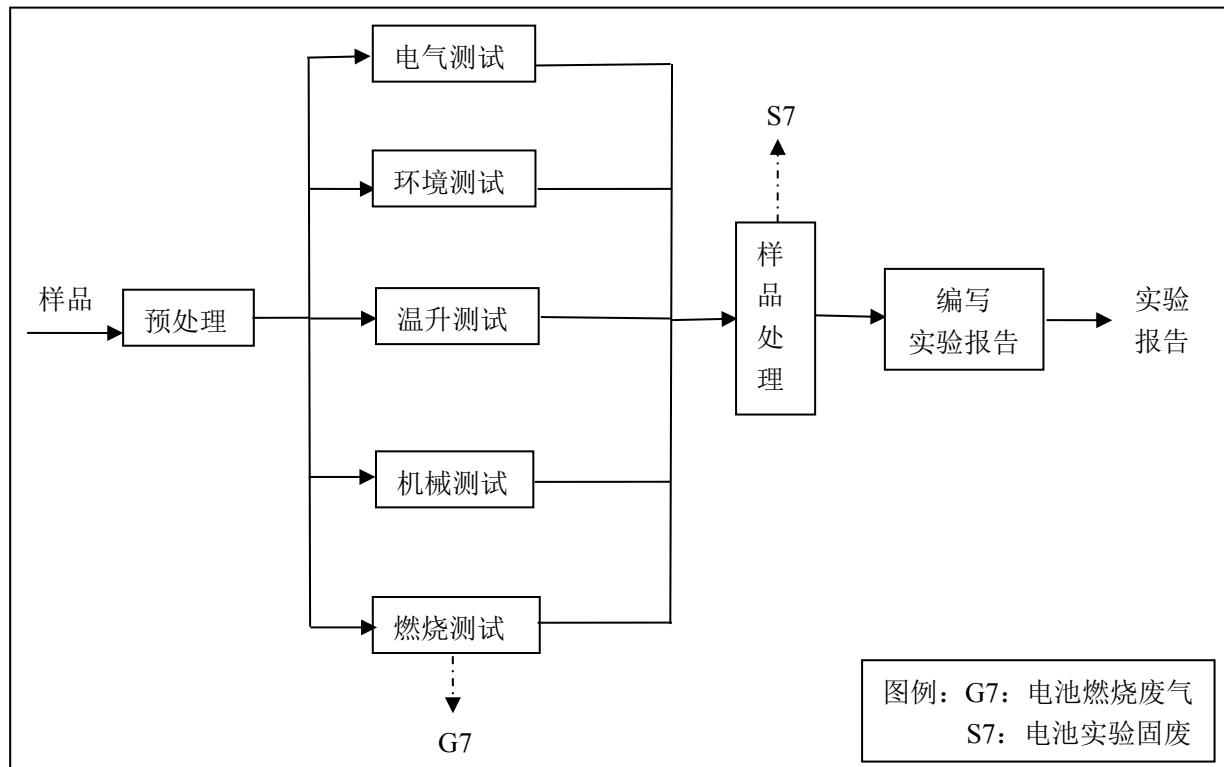 电气测试
S7
环境测试
样品处理
样品
预处理
温升测试
编写
实验报告
实验
报告
机械测试
燃烧测试
G7
图例：G7：电池燃烧废气
S7：电池实验固废